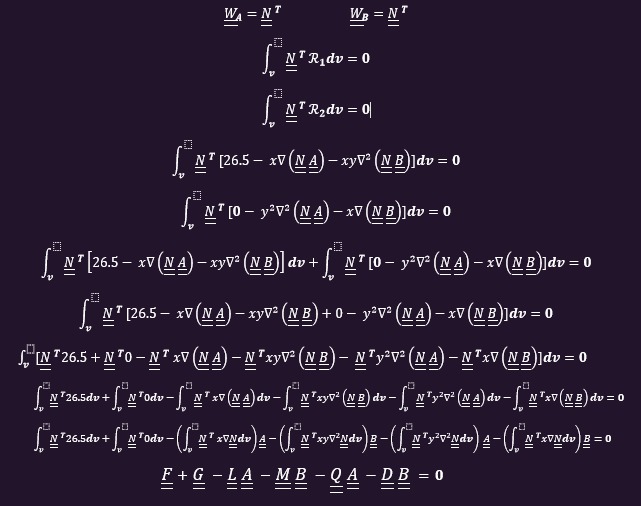 W_A = N^T W_B = N^T
∫_v N^T ℛ₁dv = 0
∫_v N^T ℛ₂dv = 0
∫_v N^T [26.5 − x∇(N A) − xy∇²(N B)]dv = 0
∫_v N^T [0 − y²∇²(N A) − x∇(N B)]dv = 0
∫_v N^T [26.5 − x∇(N A) − xy∇²(N B)] dv + ∫_v N^T [0 − y²∇²(N A) − x∇(N B)]dv = 0
∫_v N^T [26.5 − x∇(N A) − xy∇²(N B) + 0 − y²∇²(N A) − x∇(N B)]dv = 0
∫_v [N^T 26.5 + N^T 0 − N^T x∇(N A) − N^T xy∇²(N B) − N^T y²∇²(N A) − N^T x∇(N B)]dv = 0
∫_v N^T 26.5dv + ∫_v N^T 0dv − ∫_v N^T x∇(N A) dv − ∫_v N^T xy∇²(N B) dv − ∫_v N^T y²∇²(N A) dv − ∫_v N^T x∇(N B) dv = 0
∫_v N^T 26.5dv + ∫_v N^T 0dv − (∫_v N^T x∇N dv) A − (∫_v N^T xy∇²N dv) B − (∫_v N^T y²∇²N dv) A − (∫_v N^T x∇N dv) B = 0
F + G − L A − M B − Q A − D B = 0